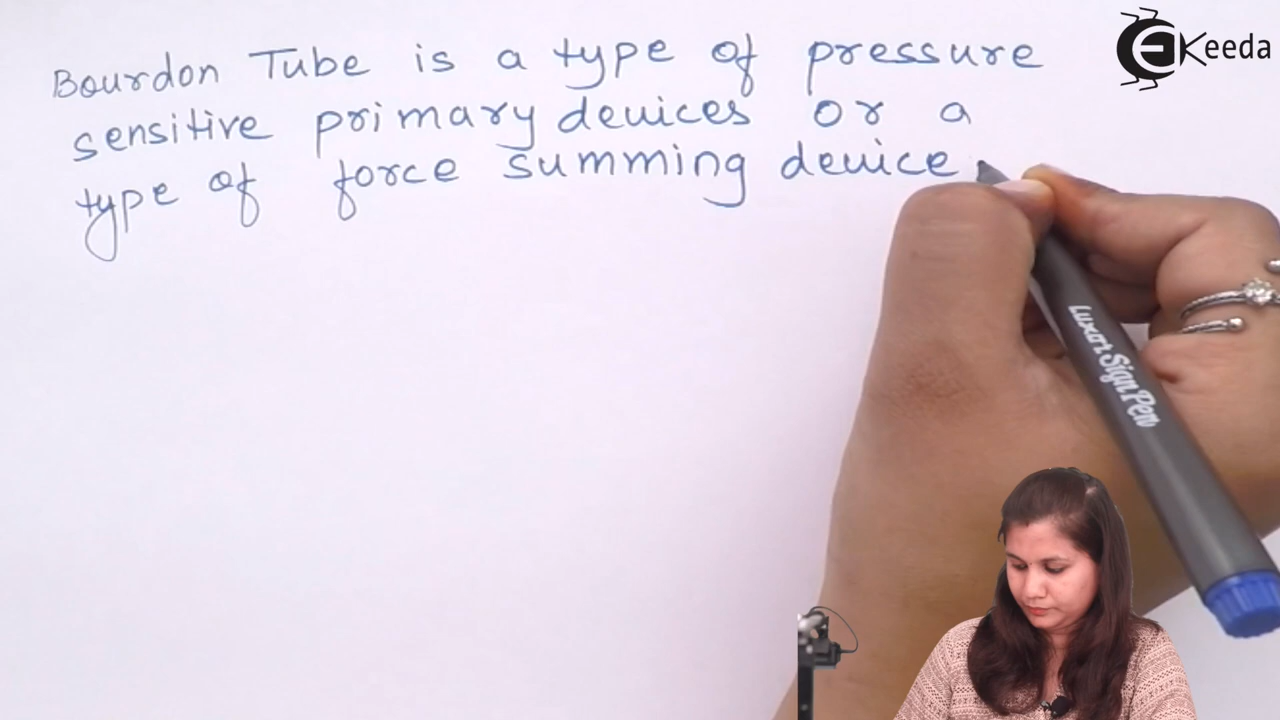 Bourdon Tube is a type of pressure
sensitive primary devices or a
type of force summing device
EKeeda
Luxor Sign Pen